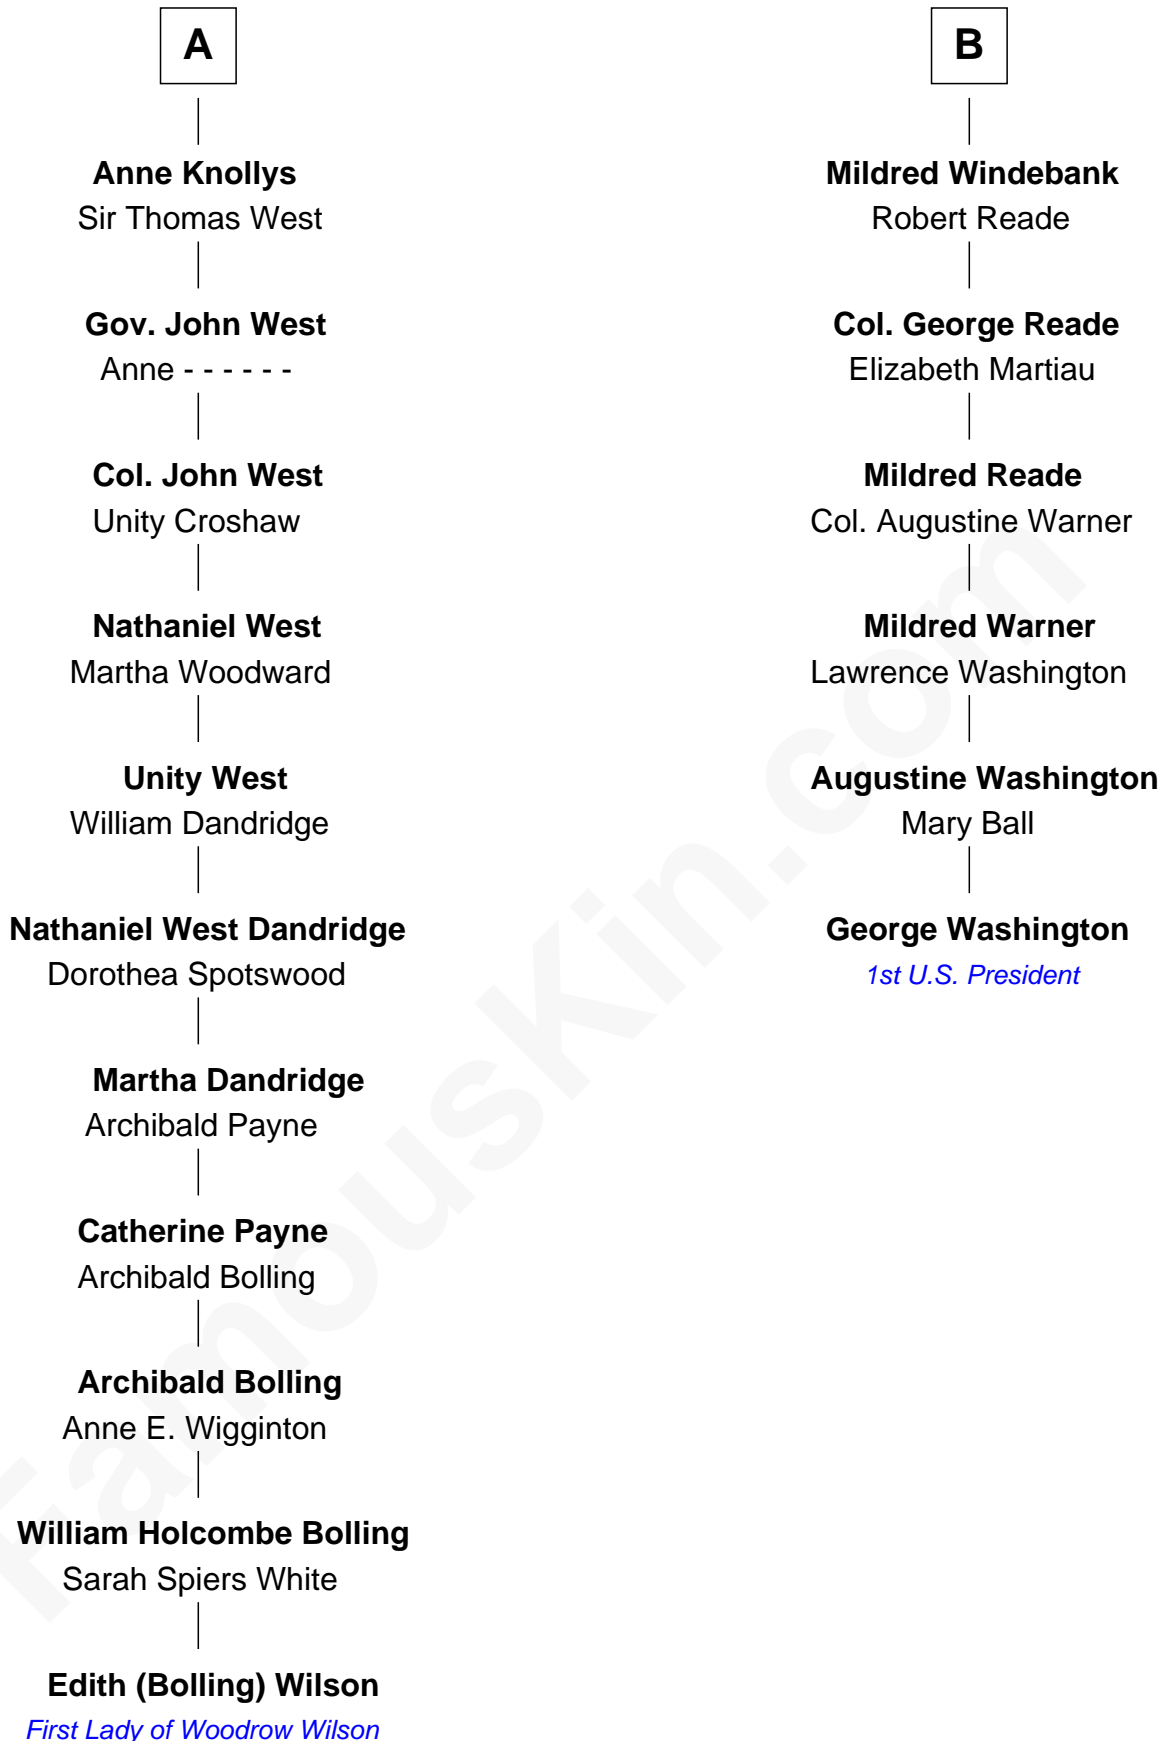 A
Anne Knollys
Sir Thomas West
Gov. John West
Anne - - - - - -
Col. John West
Unity Croshaw
Nathaniel West
Martha Woodward
Unity West
William Dandridge
Nathaniel West Dandridge
Dorothea Spotswood
Martha Dandridge
Archibald Payne
Catherine Payne
Archibald Bolling
Archibald Bolling
Anne E. Wigginton
William Holcombe Bolling
Sarah Spiers White
Edith (Bolling) Wilson
First Lady of Woodrow Wilson
B
Mildred Windebank
Robert Reade
Col. George Reade
Elizabeth Martiau
Mildred Reade
Col. Augustine Warner
Mildred Warner
Lawrence Washington
Augustine Washington
Mary Ball
George Washington
1st U.S. President
FamousKin.com